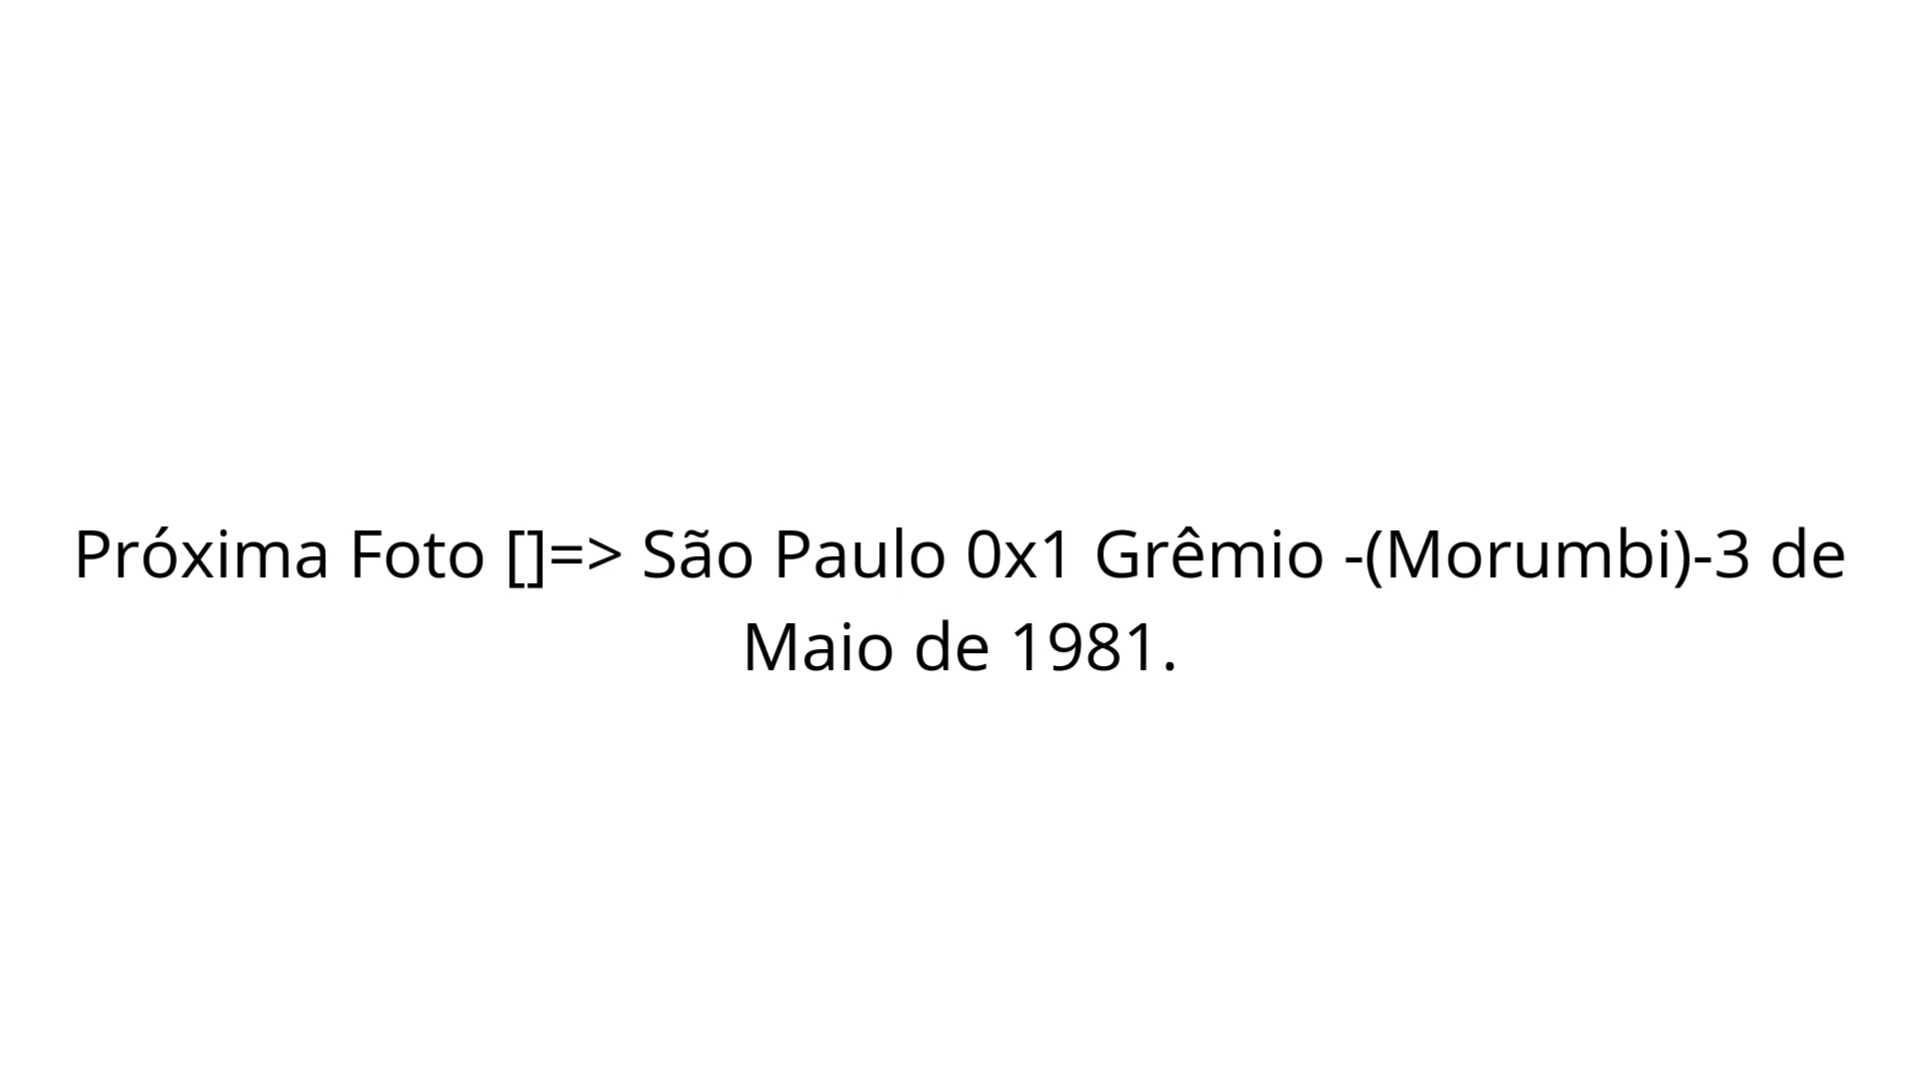 Próxima Foto []=> São Paulo 0x1 Grêmio -(Morumbi)-3 de
Maio de 1981.